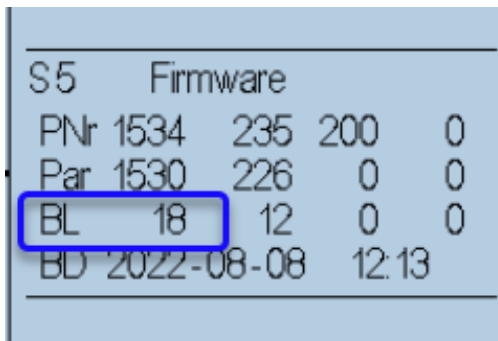 S5 Firmware
PNr 1534 235 200 0
Par 1530 226 0 0
BL 18 12 0 0
BD 2022-08-08 12:13